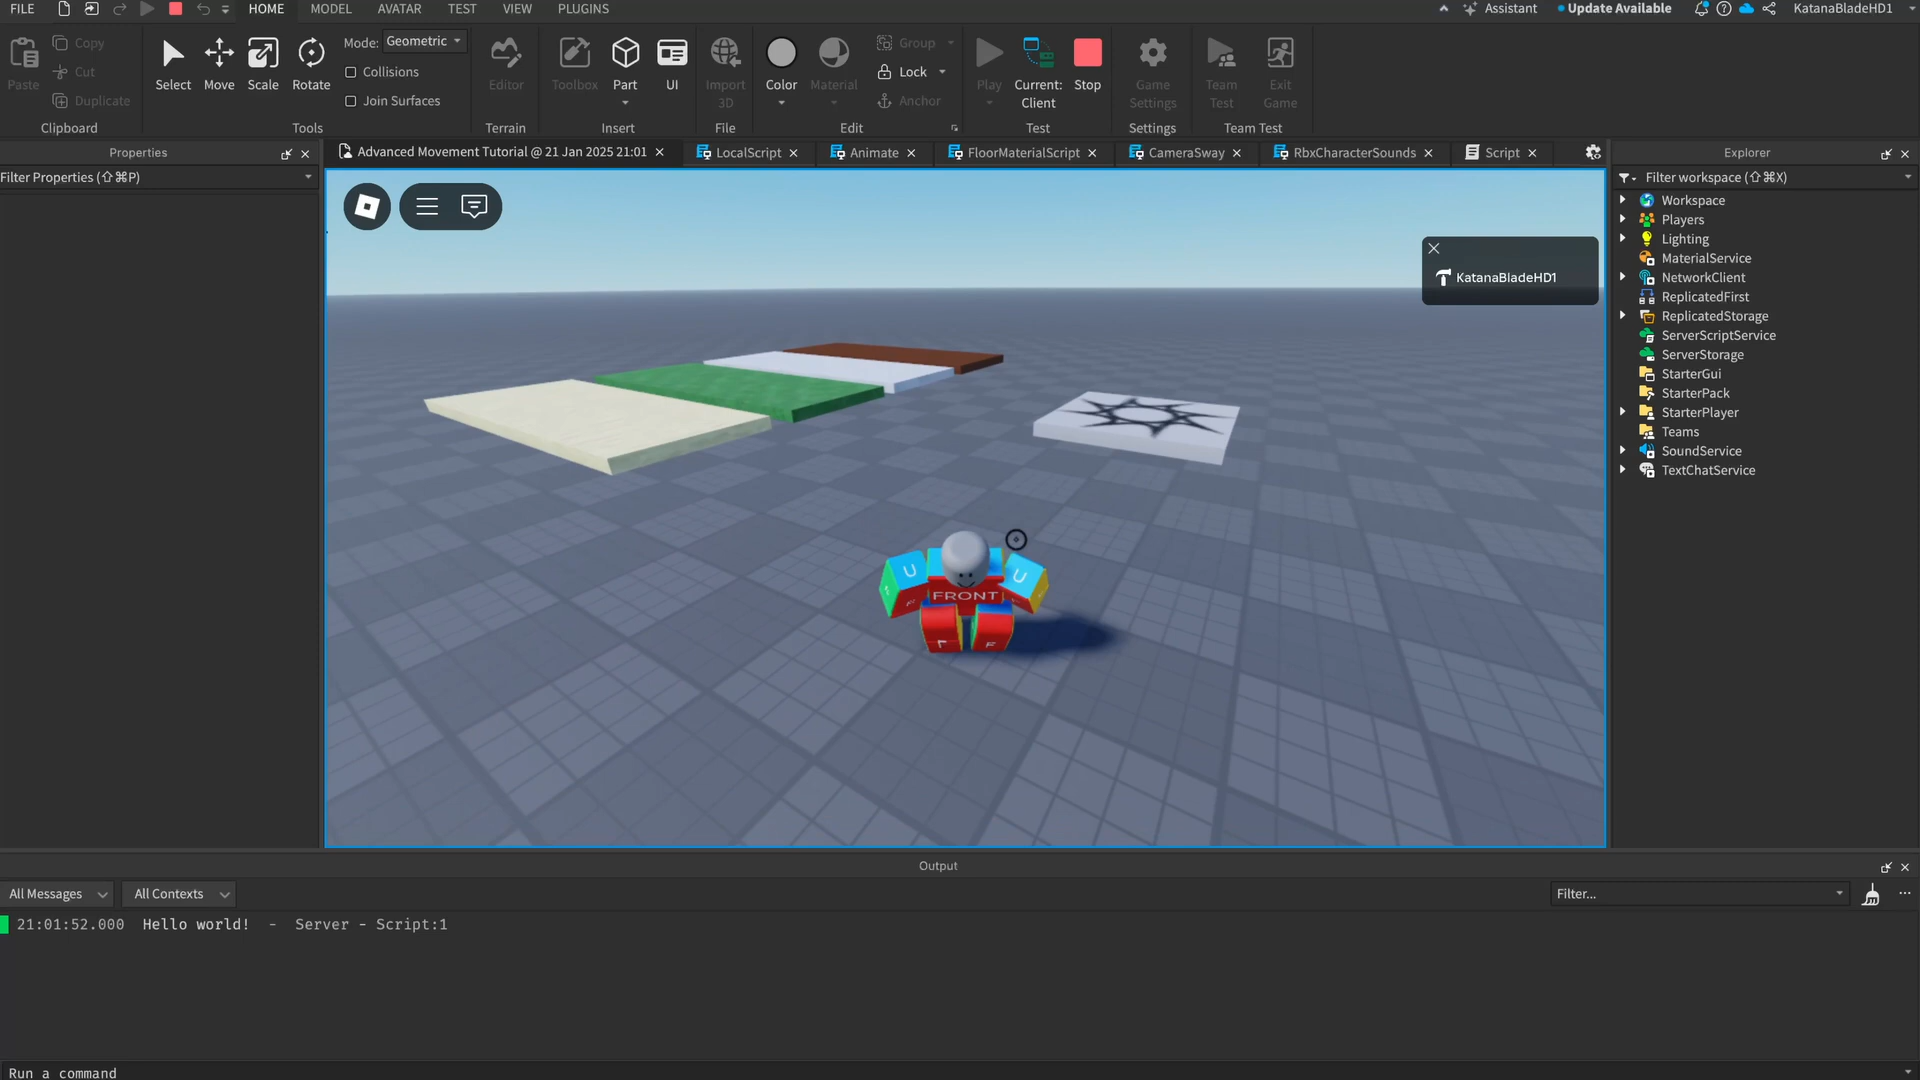 FILE HOME MODEL AVATAR TEST VIEW PLUGINS Assistant Update Available KatanaBladeHD1
Paste Copy Cut Duplicate
Clipboard
Select Move Scale Rotate
Mode: Geometric
Collisions
Join Surfaces
Tools
Editor
Terrain
Toolbox Part UI
Insert
Import
3D
File
Color Material Group Lock Anchor
Edit
Play Current:
Client
Stop
Test
Game
Settings
Settings
Team
Test
Exit
Game
Team Test
Properties
Filter Properties (⇧⌘P)
Advanced Movement Tutorial @ 21 Jan 2025 21:01 LocalScript Animate FloorMaterialScript CameraSway RbxCharacterSounds Script
KatanaBladeHD1
U
U
FRONT
F
Explorer
Filter workspace (⇧⌘X)
Workspace
Players
Lighting
MaterialService
NetworkClient
ReplicatedFirst
ReplicatedStorage
ServerScriptService
ServerStorage
StarterGui
StarterPack
StarterPlayer
Teams
SoundService
TextChatService
Output
All Messages All Contexts Filter...
21:01:52.000 Hello world! - Server - Script:1
Run a command